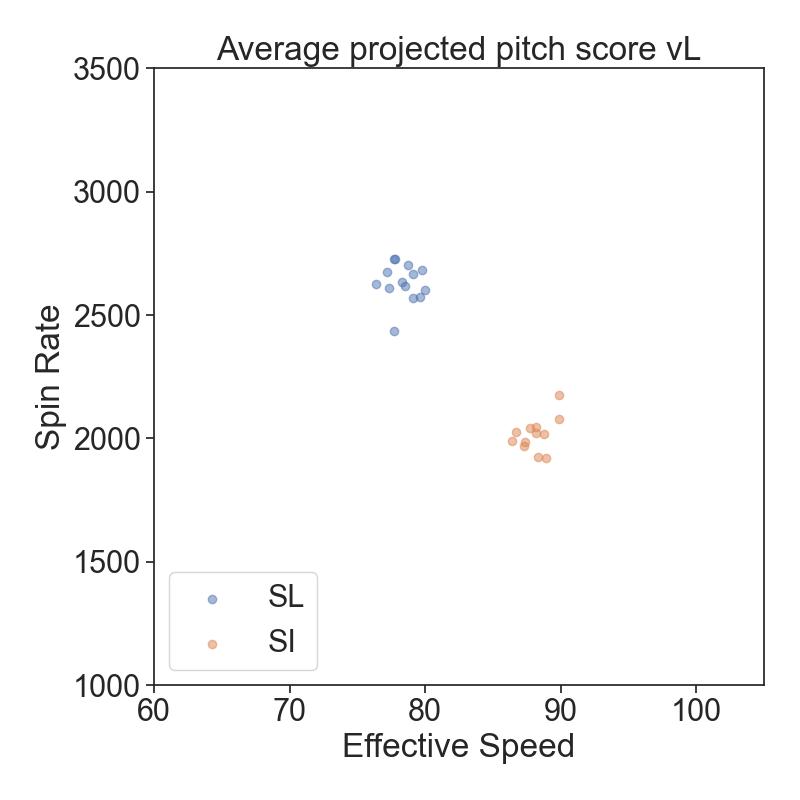 Average projected pitch score vL
3500
3000
2500
2000
1500
1000
Spin Rate
SL
SI
60 70 80 90 100
Effective Speed